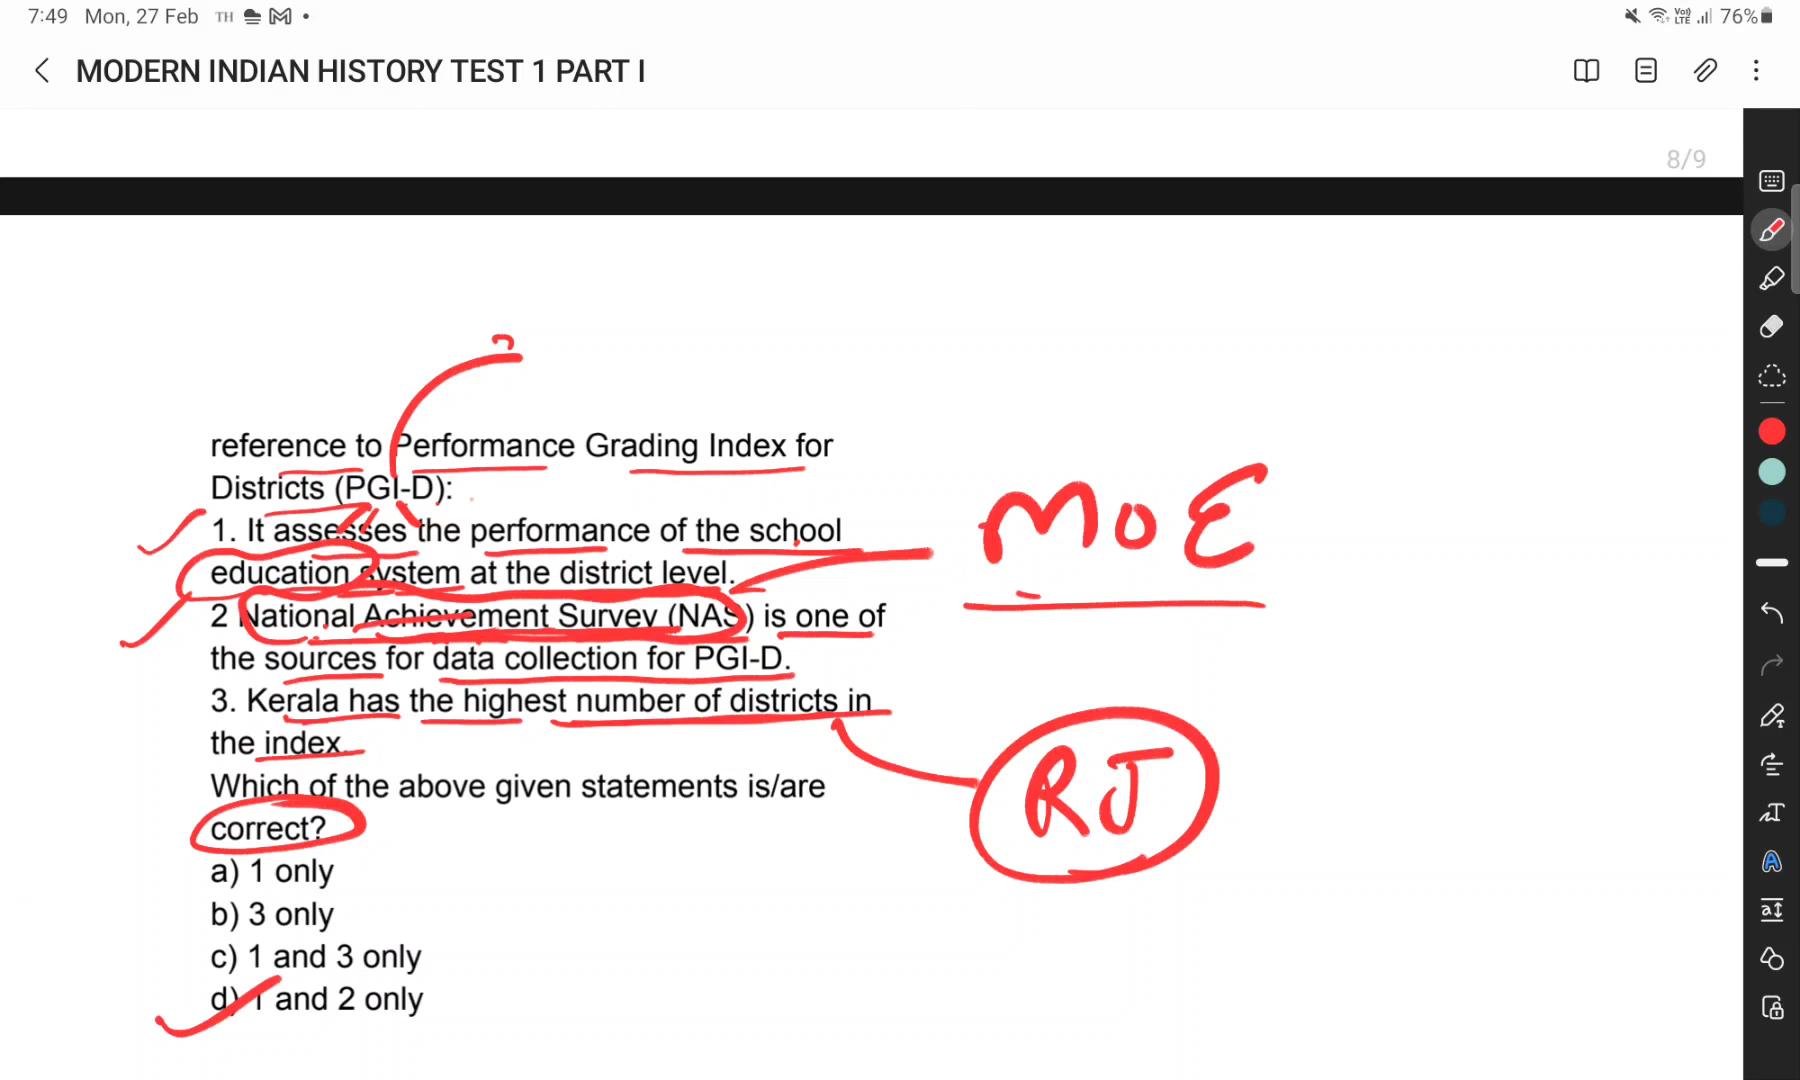 7:49 Mon, 27 Feb TH
Vo)) LTE 76%
MODERN INDIAN HISTORY TEST 1 PART I
8/9
reference to Performance Grading Index for
Districts (PGI-D):
1. It assesses the performance of the school
education system at the district level.
2 National Achievement Survey (NAS) is one of
the sources for data collection for PGI-D.
3. Kerala has the highest number of districts in
the index.
Which of the above given statements is/are
correct?
a) 1 only
b) 3 only
c) 1 and 3 only
d) 1 and 2 only
MOE
RJ